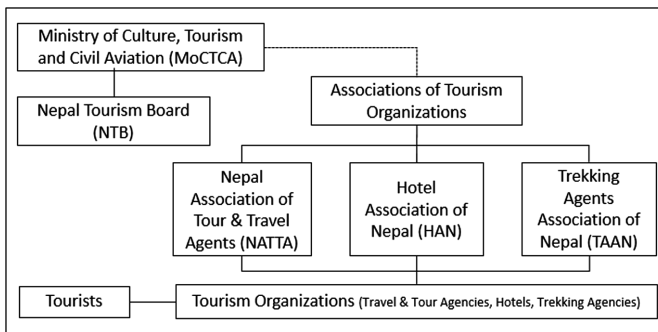 Ministry of Culture, Tourism
and Civil Aviation (MoCTCA)
Nepal Tourism Board
(NTB)
Associations of Tourism
Organizations
Nepal
Association of
Tour & Travel
Agents (NATTA)
Hotel
Association of
Nepal (HAN)
Trekking
Agents
Association of
Nepal (TAAN)
Tourists
Tourism Organizations (Travel & Tour Agencies, Hotels, Trekking Agencies)